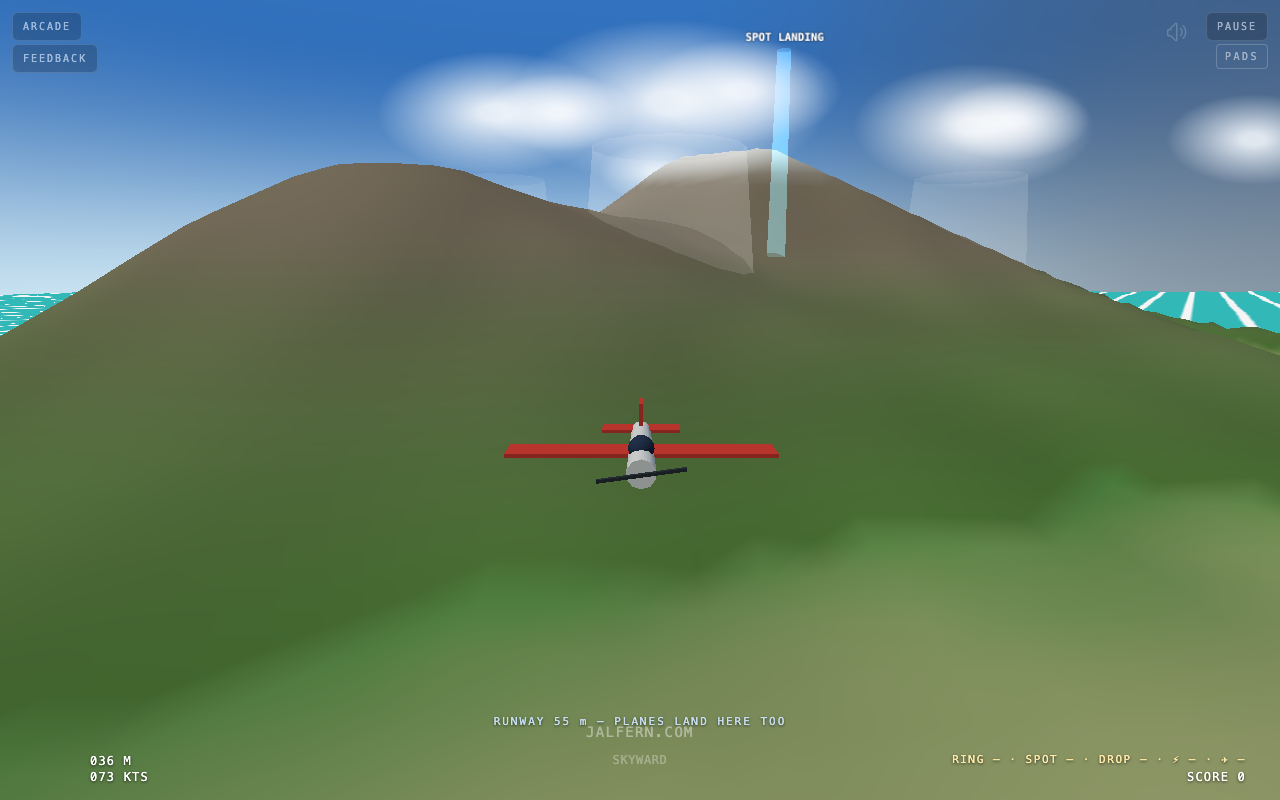 ARCADE
FEEDBACK
SPOT LANDING
PAUSE
PADS
RUNWAY 55 m — PLANES LAND HERE TOO
JALFERN.COM
SKYWARD
036 M
073 KTS
RING — · SPOT — · DROP — · ⚡ — · ✈ —
SCORE 0